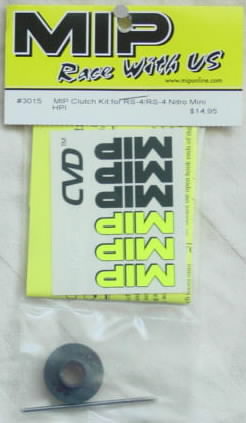 MIP
Race With US
www.miponline.com
#3015 MIP Clutch Kit for RS-4/RS-4 Nitro Mini
HPI $14.95
CVD™
MIP
MIP
MIP
MIP
MIP
MIP